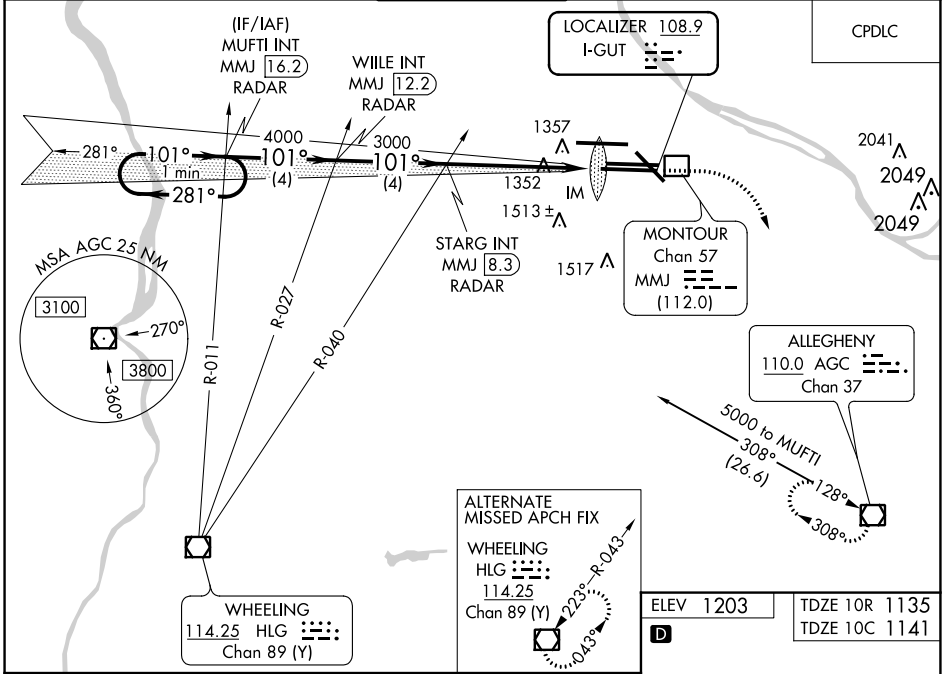 (IF/IAF)
MUFTI INT
MMJ 16.2
RADAR
WIILE INT
MMJ 12.2
RADAR
LOCALIZER 108.9
I-GUT
CPDLC
4000
3000
281°
101°
101°
101°
1 min
(4)
(4)
281°
1357
1352
IM
1513 ±
1517
2041
2049
2049
STARG INT
MMJ 8.3
RADAR
MONTOUR
Chan 57
MMJ
(112.0)
MSA AGC 25 NM
3100
270°
3800
360°
R-011
R-027
R-040
ALLEGHENY
110.0 AGC
Chan 37
5000 to MUFTI
308°
(26.6)
128°
308°
WHEELING
114.25 HLG
Chan 89 (Y)
ALTERNATE
MISSED APCH FIX
WHEELING
HLG
114.25
Chan 89 (Y)
R-043
223°
043°
ELEV 1203
D
TDZE 10R 1135
TDZE 10C 1141